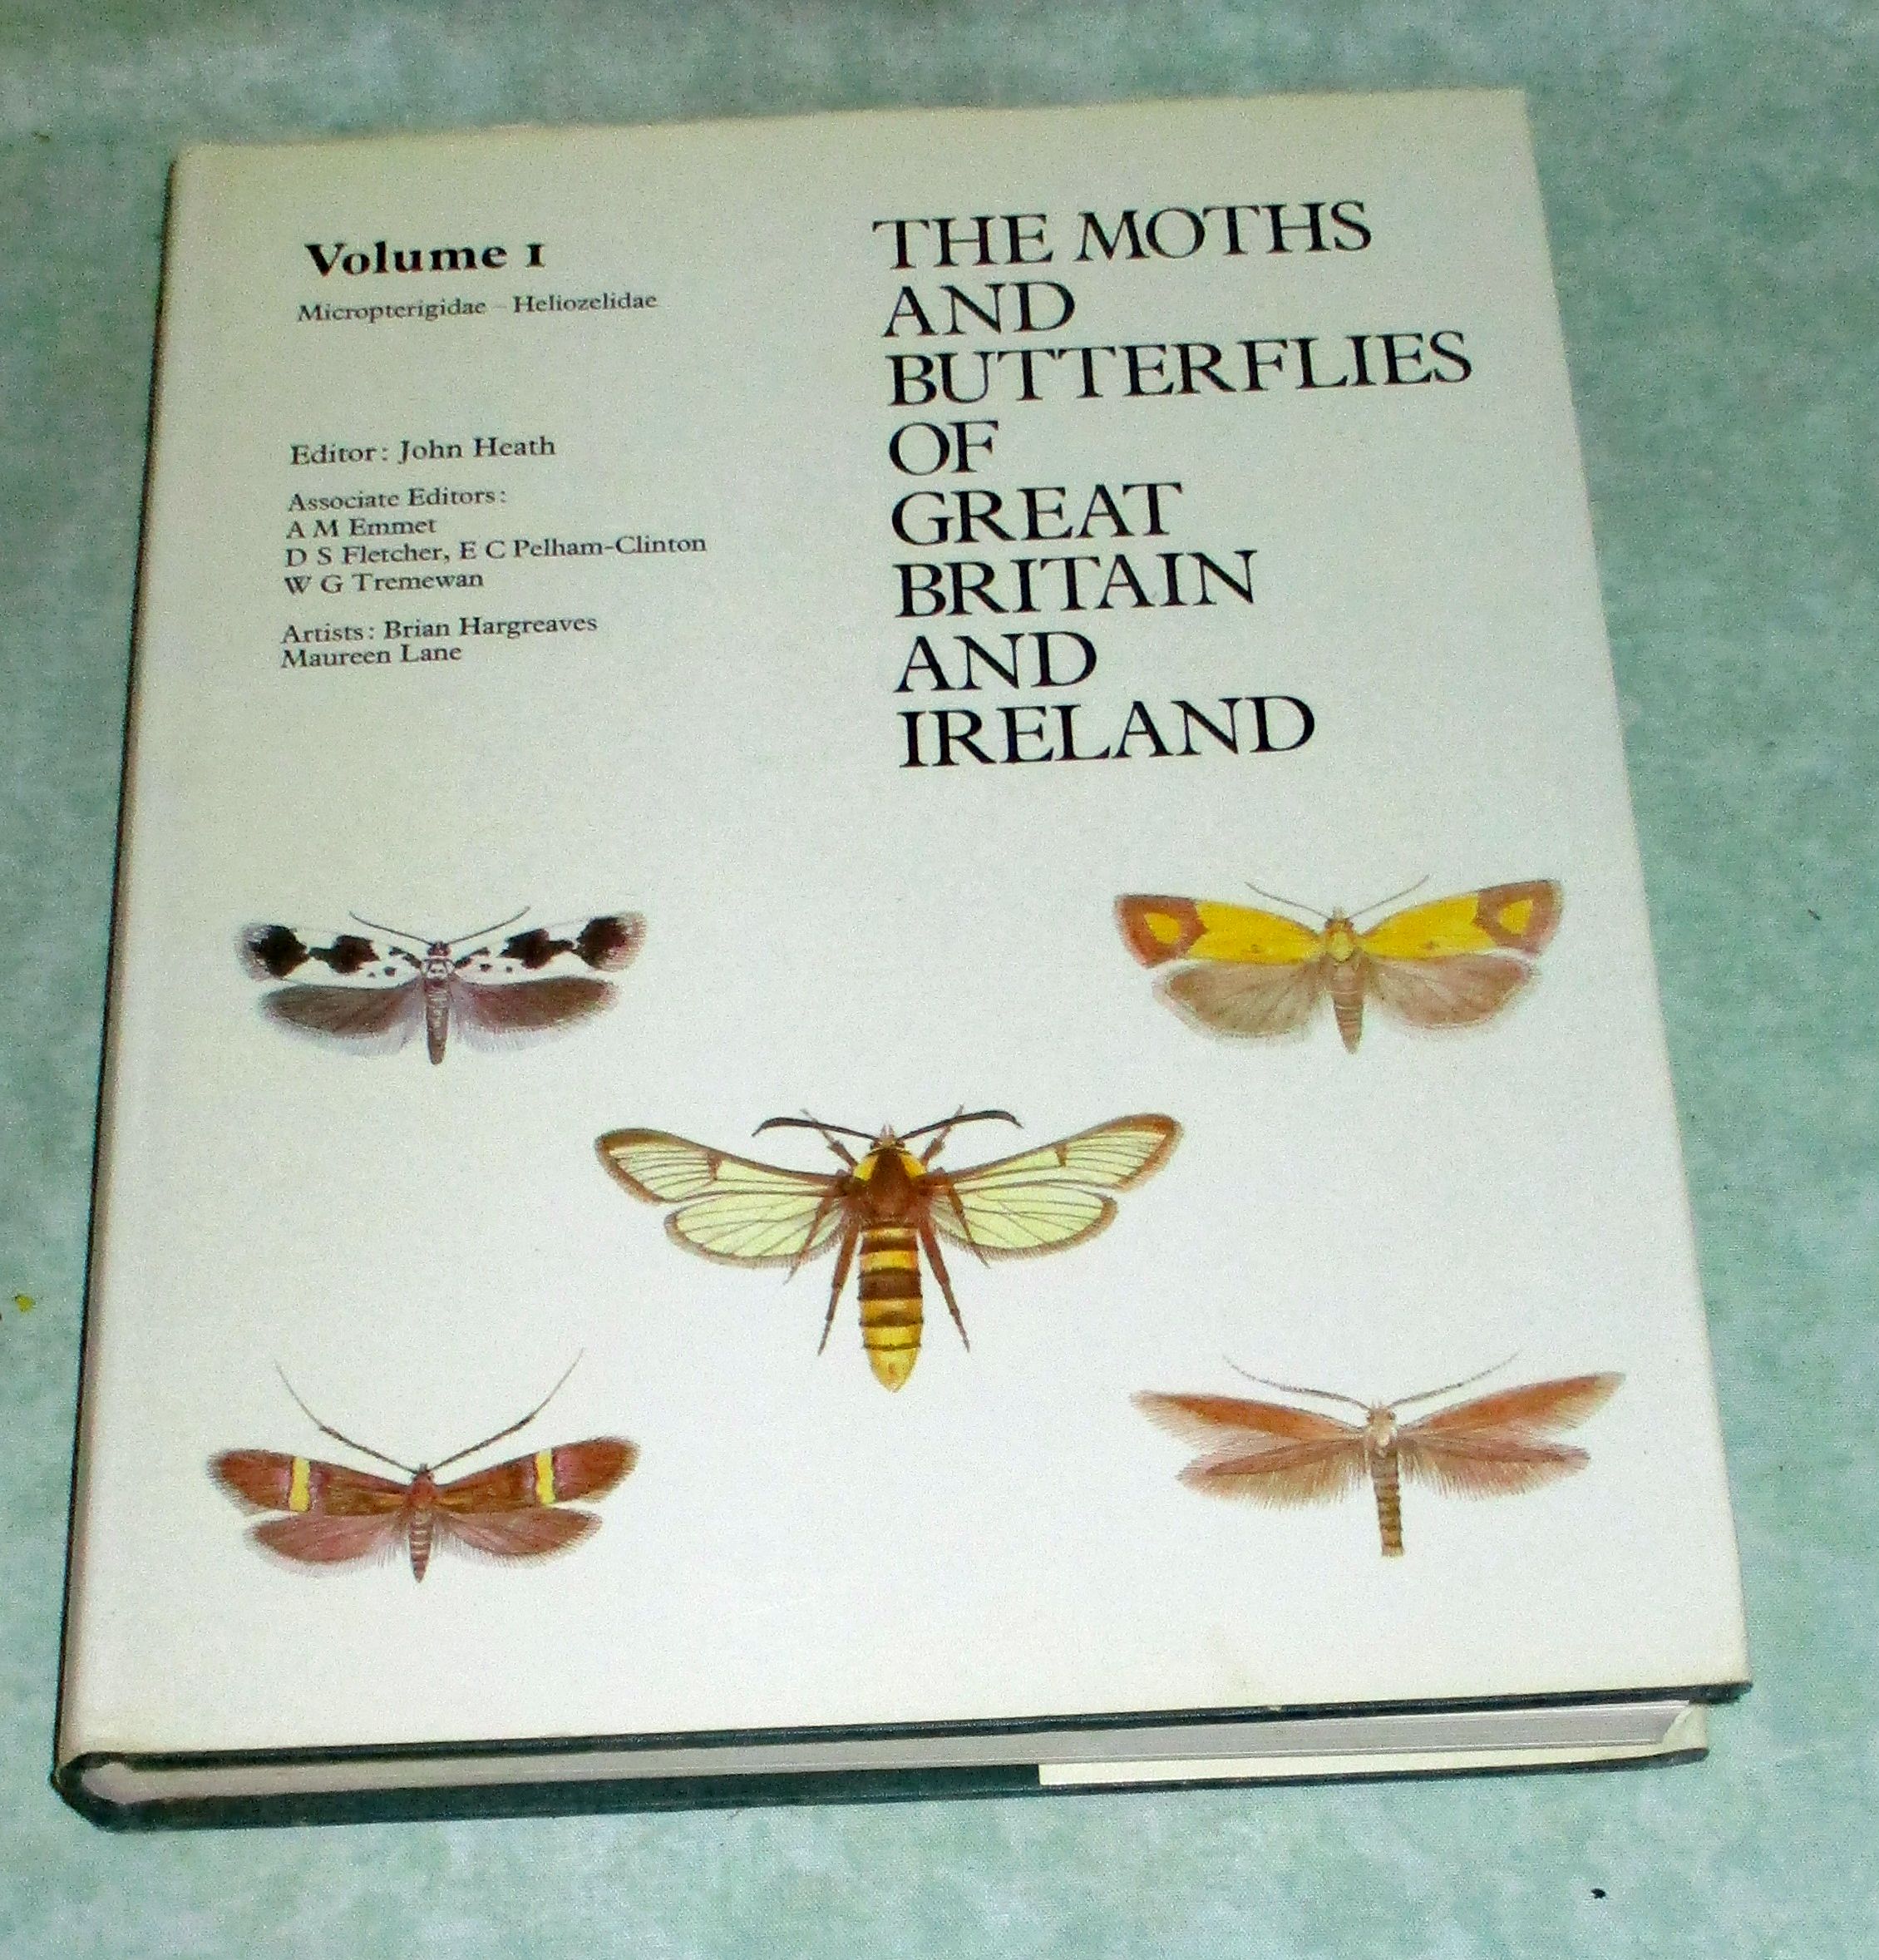 Volume 1
Micropterigidae – Heliozelidae
Editor: John Heath
Associate Editors:
A M Emmet
D S Fletcher, E C Pelham-Clinton
W G Tremewan
Artists: Brian Hargreaves
Maureen Lane
THE MOTHS
AND
BUTTERFLIES
OF
GREAT
BRITAIN
AND
IRELAND